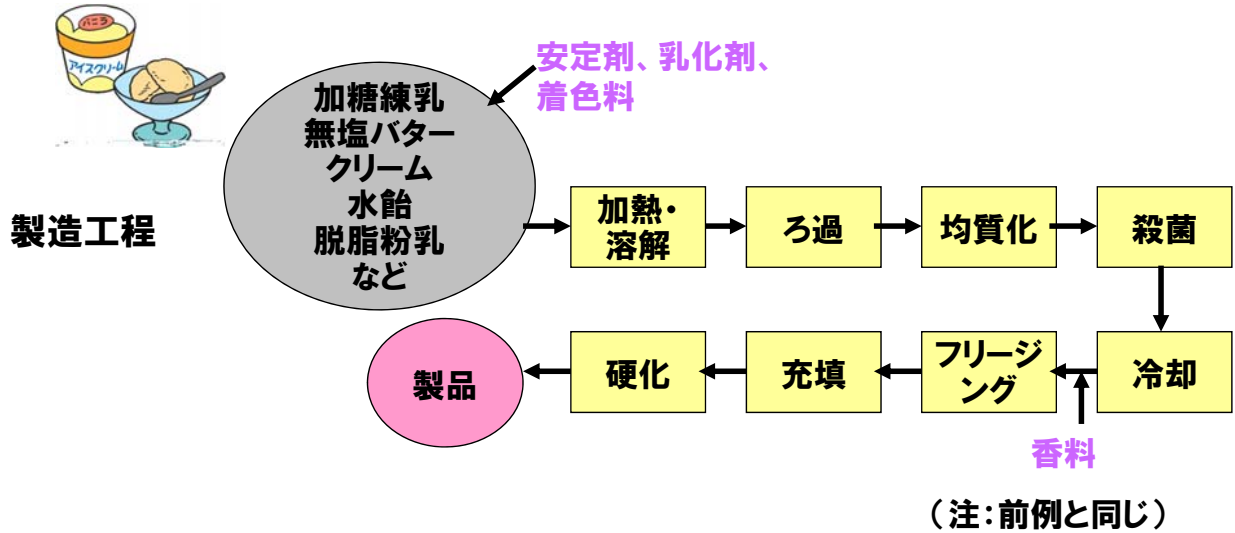 バニラ
アイスクリーム
安定剤、乳化剤、
着色料
加糖練乳
無塩バター
クリーム
水飴
脱脂粉乳
など
製造工程
加熱・
溶解
ろ過
均質化
殺菌
冷却
フリージ
ング
充填
硬化
製品
香料
（注：前例と同じ）